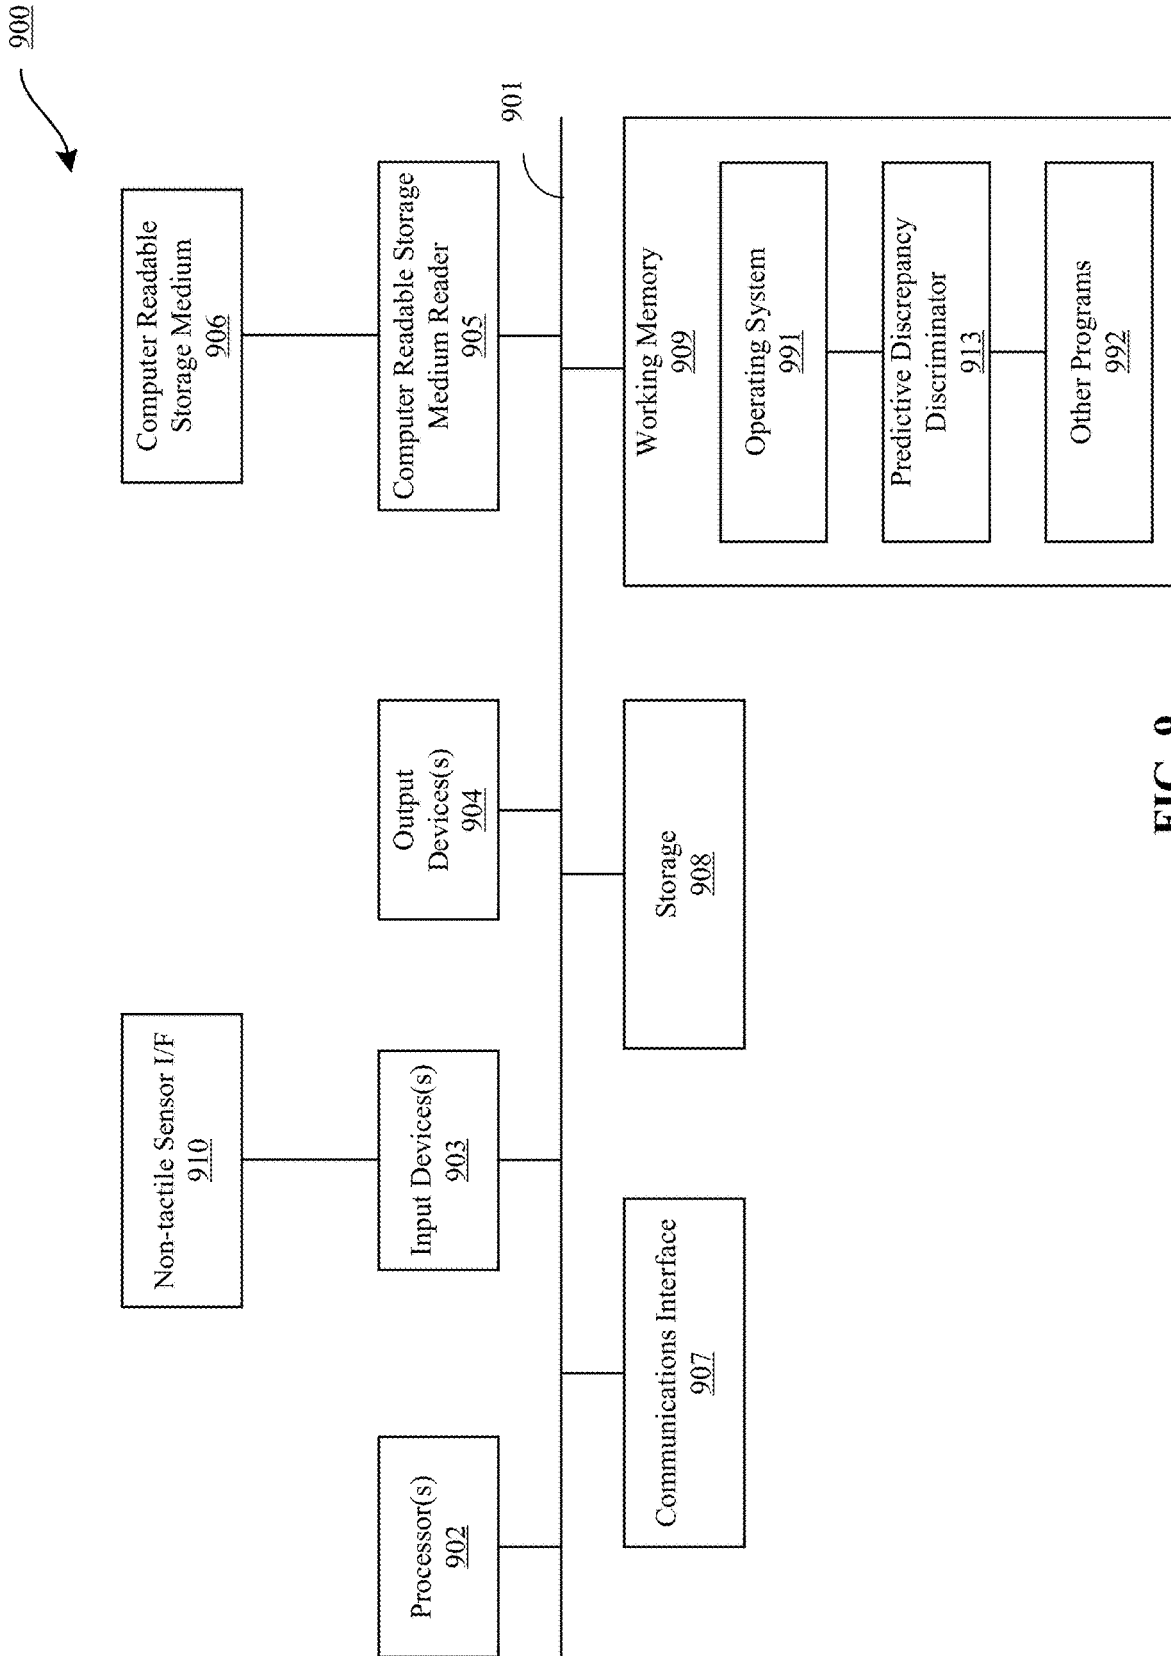 900
Computer Readable
Storage Medium
906
Non-tactile Sensor I/F
910
Processor(s)
902
Input Devices(s)
903
Output
Devices(s)
904
Computer Readable Storage
Medium Reader
905
901
Communications Interface
907
Storage
908
Working Memory
909
Operating System
991
Predictive Discrepancy
Discriminator
913
Other Programs
992
FIG. 9